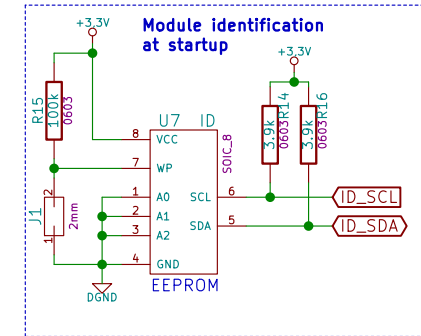 Module identification
at startup
+3.3V
+3.3V
R15
100k
0603
U7 ID
3.9k
0603
R14
3.9k
0603
R16
8
VCC
SOIC_8
7
WP
1
A0
SCL
6
ID_SCL
2
A1
3
A2
SDA
5
ID_SDA
4
GND
J1
2
1
2mm
EEPROM
DGND